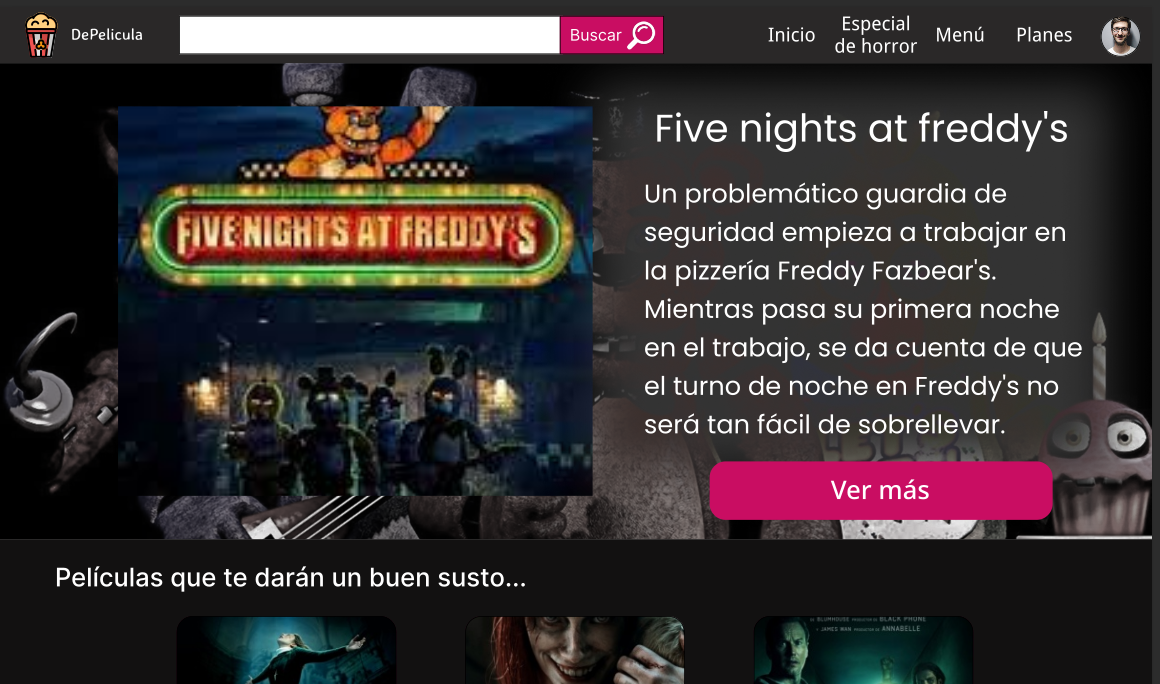 DePelicula
Buscar
Inicio
Especial
de horror
Menú
Planes
FIVE NIGHTS AT FREDDY'S
Five nights at freddy's
Un problemático guardia de
seguridad empieza a trabajar en
la pizzería Freddy Fazbear's.
Mientras pasa su primera noche
en el trabajo, se da cuenta de que
el turno de noche en Freddy's no
será tan fácil de sobrellevar.
Ver más
Películas que te darán un buen susto...
DE BLUMHOUSE PRODUCTOR DE BLACK PHONE
JAMES WAN PRODUCTOR DE ANNABELLE